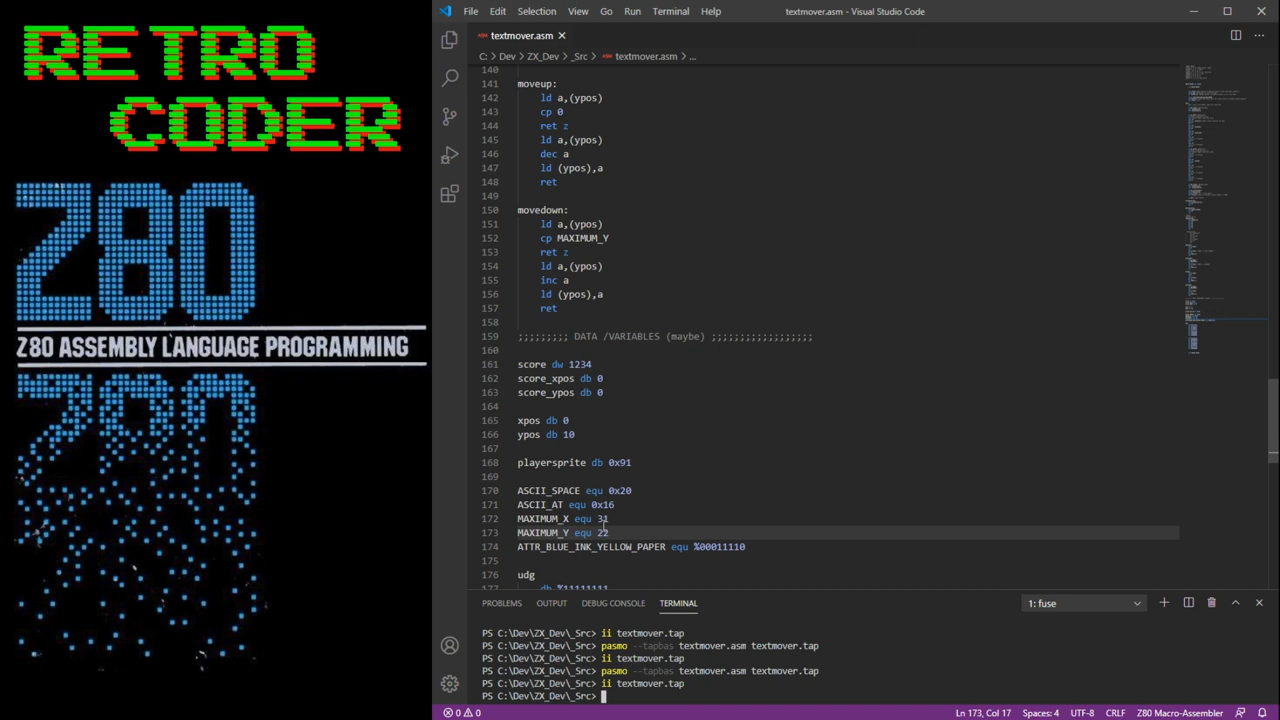 RETRO
CODER
Z80
Z80 ASSEMBLY LANGUAGE PROGRAMMING
File Edit Selection View Go Run Terminal Help
textmover.asm - Visual Studio Code
textmover.asm
C: > Dev > ZX_Dev > _Src > textmover.asm > ...
140
141 moveup:
142 ld a,(ypos)
143 cp 0
144 ret z
145 ld a,(ypos)
146 dec a
147 ld (ypos),a
148 ret
149
150 movedown:
151 ld a,(ypos)
152 cp MAXIMUM_Y
153 ret z
154 ld a,(ypos)
155 inc a
156 ld (ypos),a
157 ret
158
159 ;;;;;;;;; DATA /VARIABLES (maybe) ;;;;;;;;;;;;;;;;;;
160
161 score dw 1234
162 score_xpos db 0
163 score_ypos db 0
164
165 xpos db 0
166 ypos db 10
167
168 playersprite db 0x91
169
170 ASCII_SPACE equ 0x20
171 ASCII_AT equ 0x16
172 MAXIMUM_X equ 31
173 MAXIMUM_Y equ 22
174 ATTR_BLUE_INK_YELLOW_PAPER equ %00011110
175
176 udg
177 db %11111111
PROBLEMS OUTPUT DEBUG CONSOLE TERMINAL
1: fuse
PS C:\Dev\ZX_Dev\_Src> ii textmover.tap
PS C:\Dev\ZX_Dev\_Src> pasmo --tapbas textmover.asm textmover.tap
PS C:\Dev\ZX_Dev\_Src> ii textmover.tap
PS C:\Dev\ZX_Dev\_Src> pasmo --tapbas textmover.asm textmover.tap
PS C:\Dev\ZX_Dev\_Src> ii textmover.tap
PS C:\Dev\ZX_Dev\_Src>
0 0 Ln 173, Col 17 Spaces: 4 UTF-8 CRLF Z80 Macro-Assembler